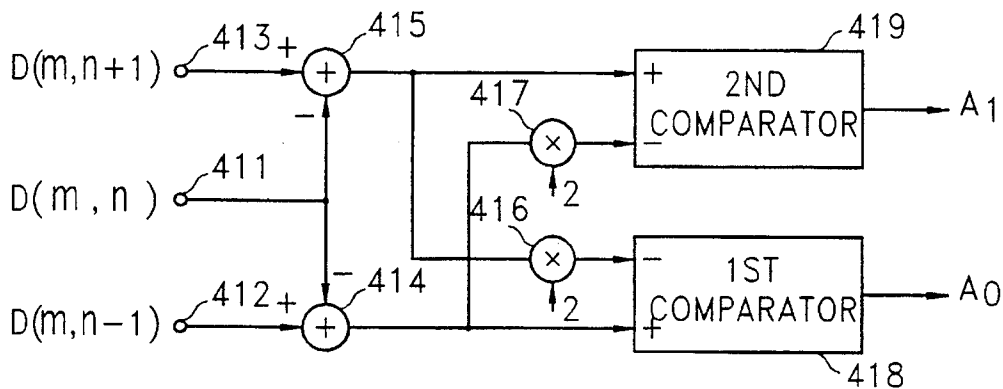 413
415
419
D(m,n+1)
+
+
+
2ND
COMPARATOR
A1
-
417
×
-
2
411
D(m,n)
416
×
-
1ST
COMPARATOR
A0
2
-
412
414
D(m,n-1)
+
+
+
418